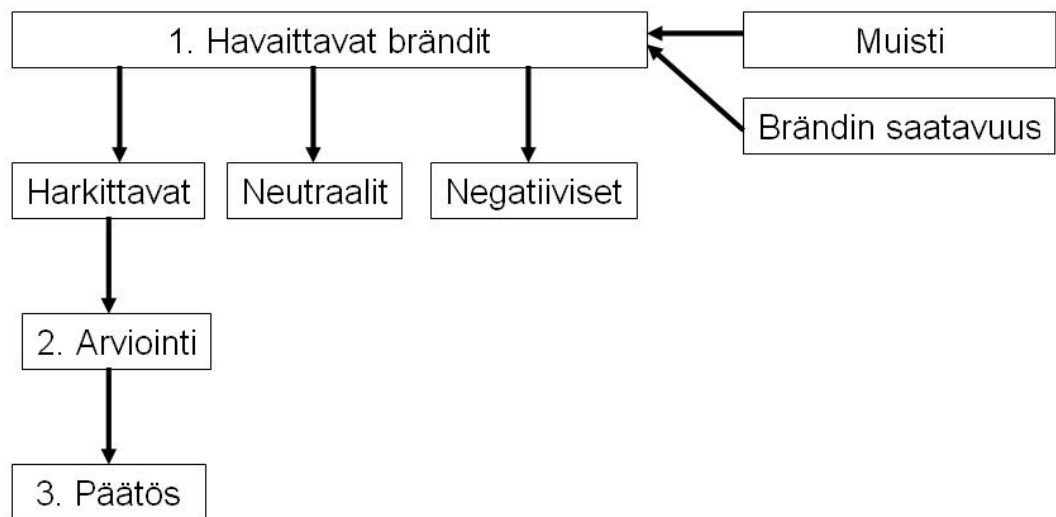 1. Havaittavat brändit
Muisti
Brändin saatavuus
Harkittavat
Neutraalit
Negatiiviset
2. Arviointi
3. Päätös